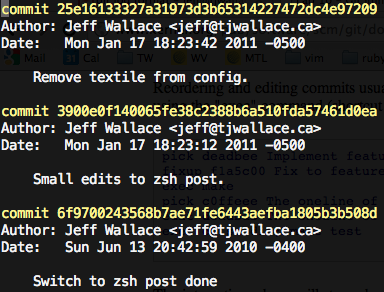 commit 25e16133327a31973d3b65314227472dc4e97209
Author: Jeff Wallace <jeff@tjwallace.ca>
Date:   Mon Jan 17 18:23:42 2011 -0500
Remove textile from config.
commit 3900e0f140065fe38c2388b6a510fda57461d0ea
Author: Jeff Wallace <jeff@tjwallace.ca>
Date:   Mon Jan 17 18:23:12 2011 -0500
Small edits to zsh post.
commit 6f9700243568b7ae71fe6443aefba1805b3b508d
Author: Jeff Wallace <jeff@tjwallace.ca>
Date:   Sun Jun 13 20:42:59 2010 -0400
Switch to zsh post done